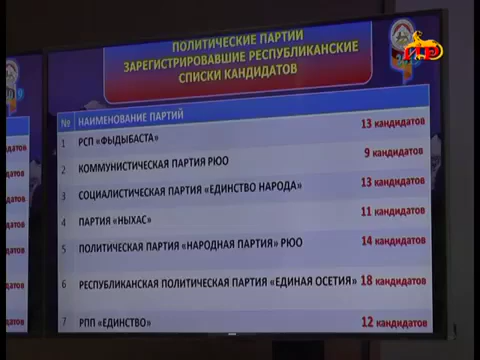 ПОЛИТИЧЕСКИЕ ПАРТИИ
ЗАРЕГИСТРИРОВАВШИЕ РЕСПУБЛИКАНСКИЕ
СПИСКИ КАНДИДАТОВ
№ НАИМЕНОВАНИЕ ПАРТИЙ
1 РСП «ФЫДЫБАСТА» 13 кандидатов
2 КОММУНИСТИЧЕСКАЯ ПАРТИЯ РЮО 9 кандидатов
3 СОЦИАЛИСТИЧЕСКАЯ ПАРТИЯ «ЕДИНСТВО НАРОДА» 13 кандидатов
4 ПАРТИЯ «НЫХАС» 11 кандидатов
5 ПОЛИТИЧЕСКАЯ ПАРТИЯ «НАРОДНАЯ ПАРТИЯ» РЮО 14 кандидатов
6 РЕСПУБЛИКАНСКАЯ ПОЛИТИЧЕСКАЯ ПАРТИЯ «ЕДИНАЯ ОСЕТИЯ» 18 кандидатов
7 РПП «ЕДИНСТВО» 12 кандидатов